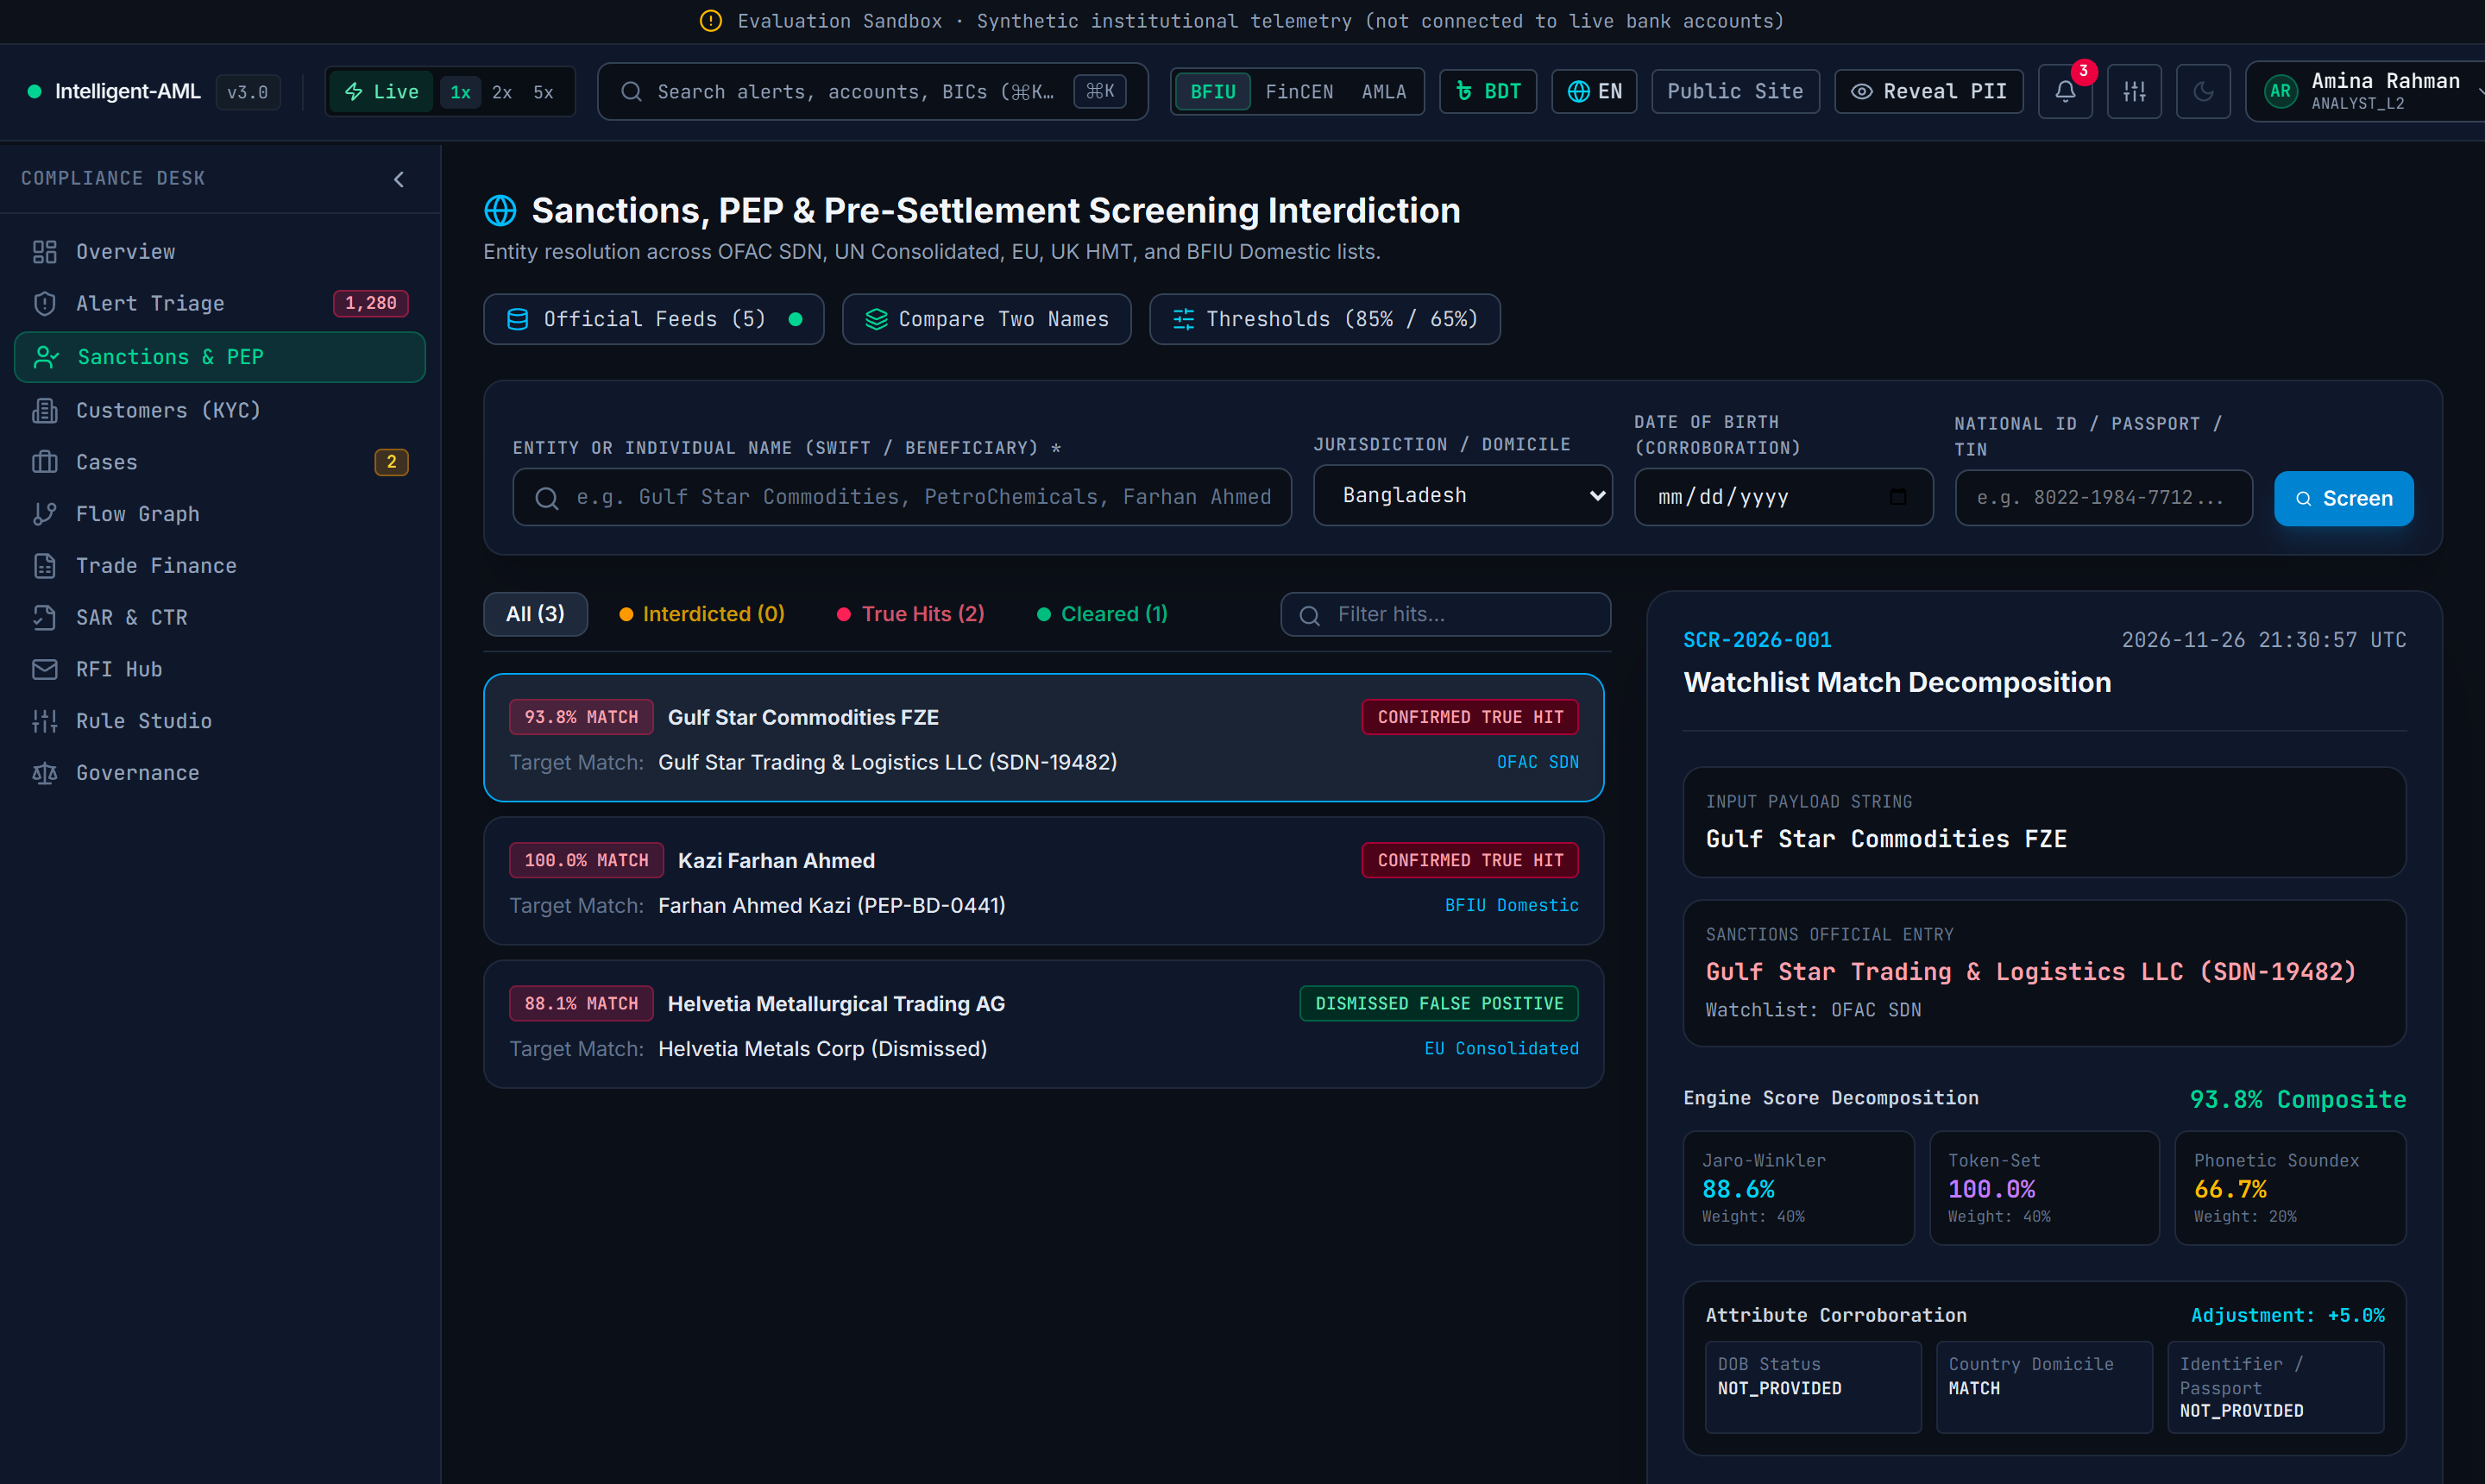 Evaluation Sandbox · Synthetic institutional telemetry (not connected to live bank accounts)
Intelligent-AML v3.0 Live 1x 2x 5x Search alerts, accounts, BICs (⌘K… ⌘K BFIU FinCEN AMLA ৳ BDT EN Public Site Reveal PII 3 AR Amina Rahman
ANALYST_L2
COMPLIANCE DESK
Overview
Alert Triage 1,280
Sanctions & PEP
Customers (KYC)
Cases 2
Flow Graph
Trade Finance
SAR & CTR
RFI Hub
Rule Studio
Governance
Sanctions, PEP & Pre-Settlement Screening Interdiction
Entity resolution across OFAC SDN, UN Consolidated, EU, UK HMT, and BFIU Domestic lists.
Official Feeds (5) Compare Two Names Thresholds (85% / 65%)
ENTITY OR INDIVIDUAL NAME (SWIFT / BENEFICIARY) *
e.g. Gulf Star Commodities, PetroChemicals, Farhan Ahmed
JURISDICTION / DOMICILE
Bangladesh
DATE OF BIRTH
(CORROBORATION)
mm/dd/yyyy
NATIONAL ID / PASSPORT /
TIN
e.g. 8022-1984-7712...
Screen
All (3) Interdicted (0) True Hits (2) Cleared (1) Filter hits...
93.8% MATCH Gulf Star Commodities FZE CONFIRMED TRUE HIT
Target Match: Gulf Star Trading & Logistics LLC (SDN-19482) OFAC SDN
100.0% MATCH Kazi Farhan Ahmed CONFIRMED TRUE HIT
Target Match: Farhan Ahmed Kazi (PEP-BD-0441) BFIU Domestic
88.1% MATCH Helvetia Metallurgical Trading AG DISMISSED FALSE POSITIVE
Target Match: Helvetia Metals Corp (Dismissed) EU Consolidated
SCR-2026-001 2026-11-26 21:30:57 UTC
Watchlist Match Decomposition
INPUT PAYLOAD STRING
Gulf Star Commodities FZE
SANCTIONS OFFICIAL ENTRY
Gulf Star Trading & Logistics LLC (SDN-19482)
Watchlist: OFAC SDN
Engine Score Decomposition 93.8% Composite
Jaro-Winkler
88.6%
Weight: 40%
Token-Set
100.0%
Weight: 40%
Phonetic Soundex
66.7%
Weight: 20%
Attribute Corroboration Adjustment: +5.0%
DOB Status
NOT_PROVIDED
Country Domicile
MATCH
Identifier /
Passport
NOT_PROVIDED